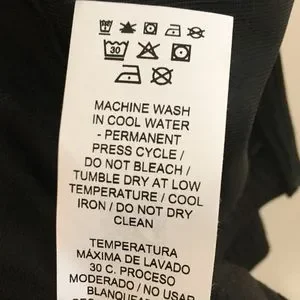 30
MACHINE WASH
IN COOL WATER
- PERMANENT
PRESS CYCLE /
DO NOT BLEACH /
TUMBLE DRY AT LOW
TEMPERATURE / COOL
IRON / DO NOT DRY
CLEAN
TEMPERATURA
MÁXIMA DE LAVADO
30 C. PROCESO
MODERADO / NO USAR